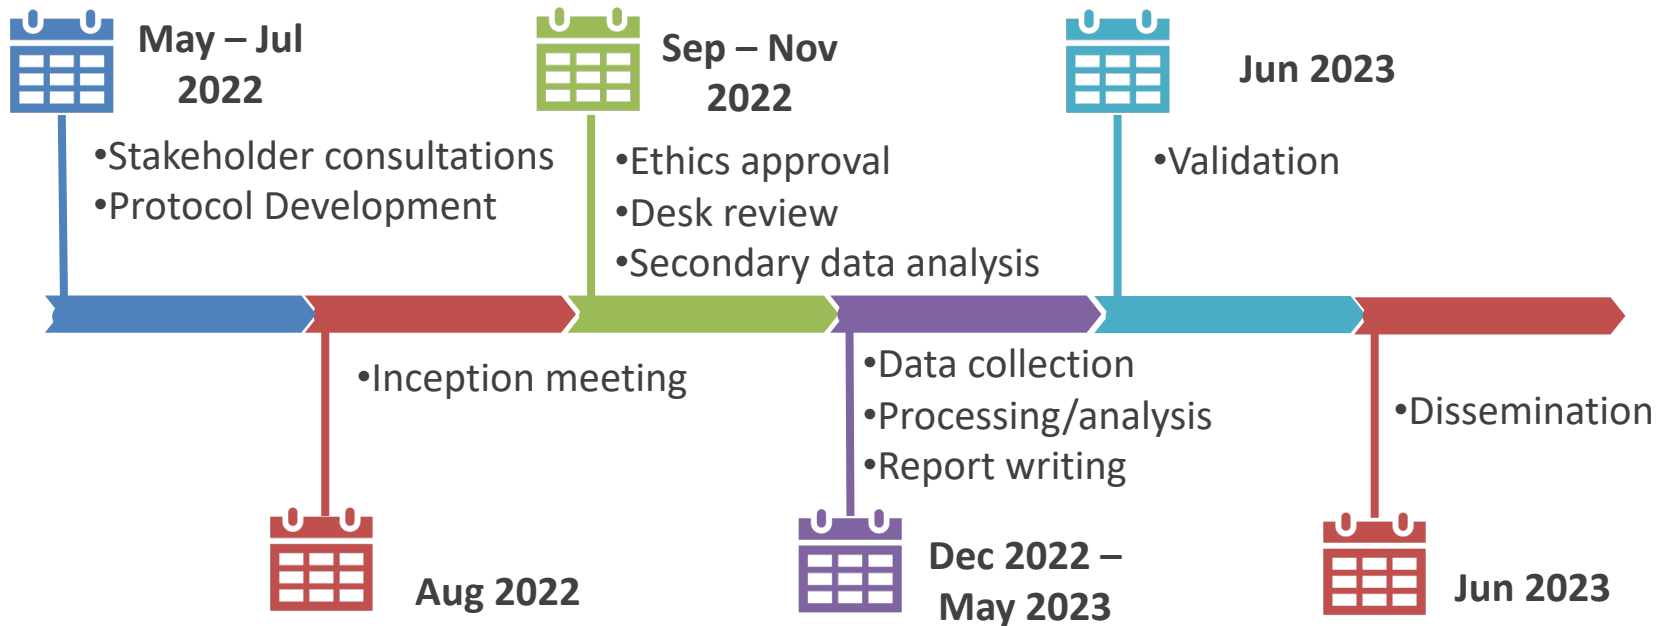 May – Jul
2022
•Stakeholder consultations
•Protocol Development
Sep – Nov
2022
•Ethics approval
•Desk review
•Secondary data analysis
Jun 2023
•Validation
•Inception meeting
Aug 2022
•Data collection
•Processing/analysis
•Report writing
Dec 2022 –
May 2023
•Dissemination
Jun 2023